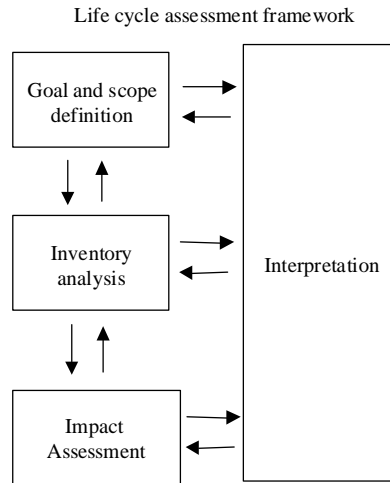 Life cycle assessment framework
Goal and scope
definition
Inventory
analysis
Interpretation
Impact
Assessment